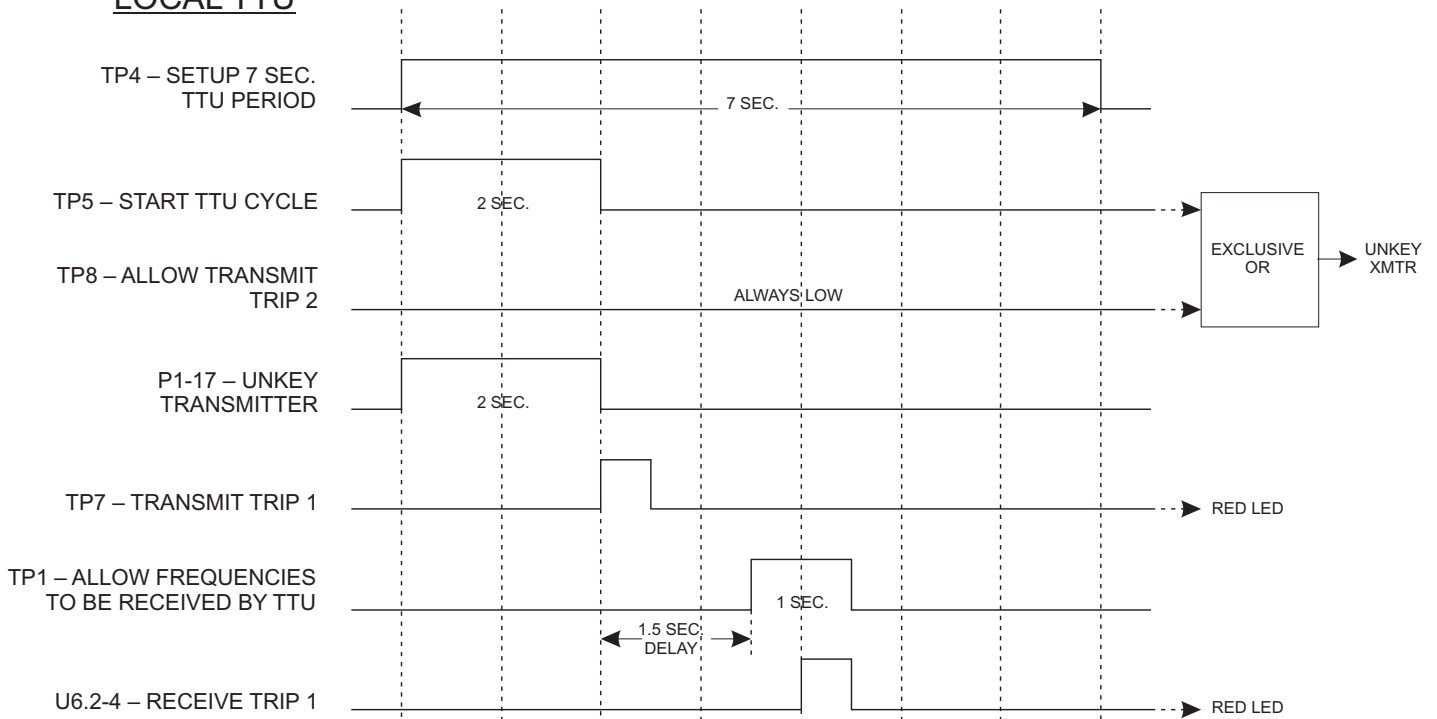 LOCAL TTU
TP4 – SETUP 7 SEC.
TTU PERIOD
7 SEC.
TP5 – START TTU CYCLE
2 SEC.
EXCLUSIVE
OR
UNKEY
XMTR
TP8 – ALLOW TRANSMIT
TRIP 2
ALWAYS LOW
P1-17 – UNKEY
TRANSMITTER
2 SEC.
TP7 – TRANSMIT TRIP 1
RED LED
TP1 – ALLOW FREQUENCIES
TO BE RECEIVED BY TTU
1 SEC.
1.5 SEC.
DELAY
U6.2-4 – RECEIVE TRIP 1
RED LED